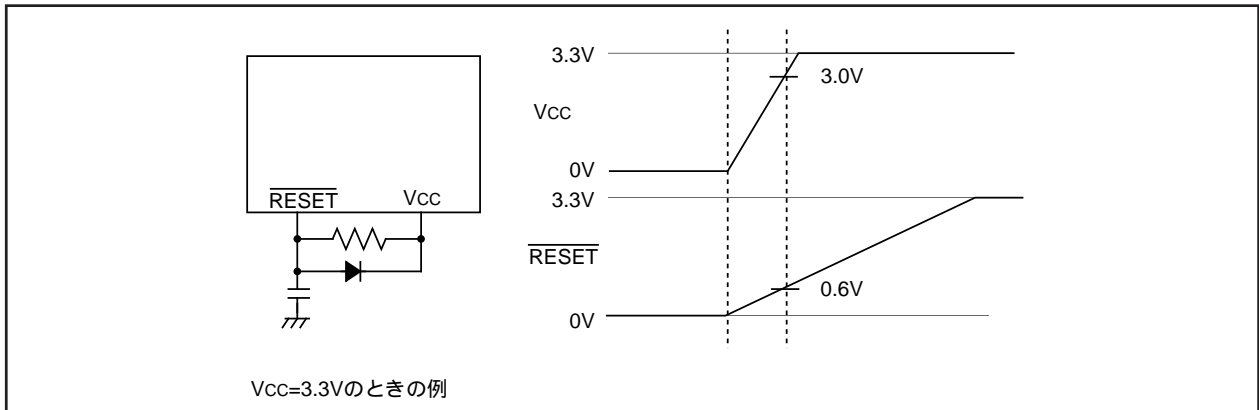 RESET
VCC
VCC=3.3Vのときの例
3.3V
3.0V
VCC
0V
3.3V
RESET
0.6V
0V